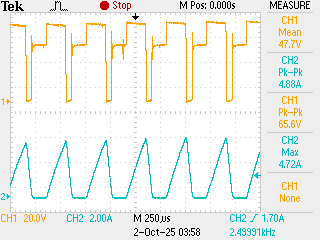 Tek Stop M Pos: 0.000s MEASURE
CH1
Mean
47.7V
CH2
Pk-Pk
4.88A
CH1
Pk-Pk
65.6V
CH2
Max
4.72A
CH1
None
1
2
CH1 20.0V CH2 2.00A M 250µs CH2 / 1.70A
2-Oct-25 03:58 2.49991kHz